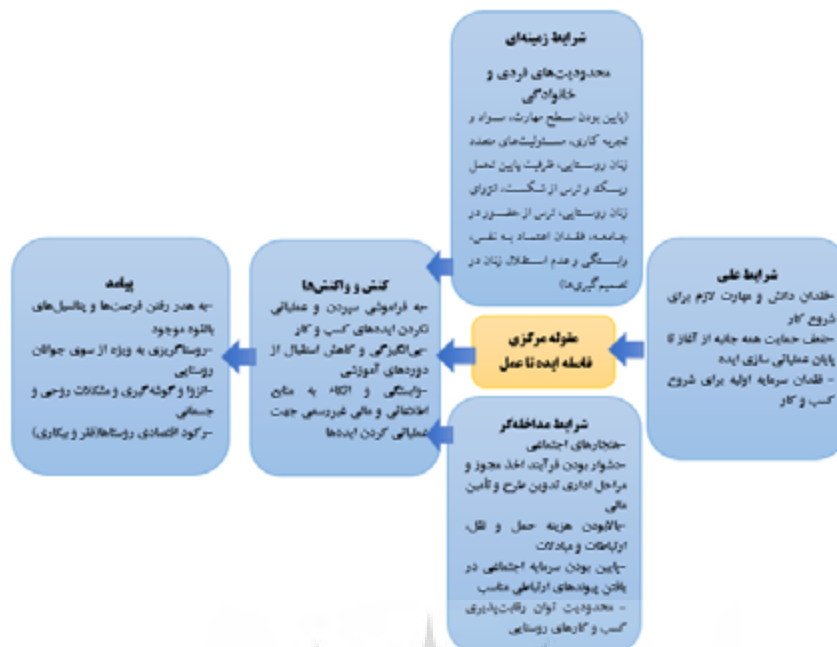 شرایط زمینه‌ای
محدودیت‌های فردی و
خانوادگی
(پایین بودن سطح مهارت، سواد و
تجربه کاری، مسئولیت‌های متعدد
زنان روستایی، ظرفیت پایین تحمل
ریسک و ترس از شکست، انزوای
زنان روستایی، ترس از حضور در
جامعه، فقدان اعتماد به نفس،
وابستگی و عدم استقلال زنان در
تصمیم‌گیری‌ها)
شرایط علی
-فقدان دانش و مهارت لازم برای
شروع کار
-ضعف حمایت همه جانبه از آغاز تا
پایان عملیاتی سازی ایده
- فقدان سرمایه اولیه برای شروع
کسب و کار
مقوله مرکزی
فاصله ایده تا عمل
شرایط مداخله‌گر
-هنجارهای اجتماعی
-دشوار بودن فرآیند اخذ مجوز و
مراحل اداری تدوین طرح و تأمین
مالی
-بالابودن هزینه حمل و نقل،
ارتباطات و مبادلات
-پایین بودن سرمایه اجتماعی در
یافتن پیوندهای ارتباطی مناسب
- محدودیت توان رقابت‌پذیری
کسب و کارهای روستایی
کنش و واکنش‌ها
-به فراموشی سپردن و عملیاتی
نکردن ایده‌های کسب و کار
-بی‌انگیزگی و کاهش استقبال از
دوره‌های آموزشی
-وابستگی و اتکاء به منابع
اطلاعاتی و مالی غیررسمی جهت
عملیاتی کردن ایده‌ها
پیامد
-به هدر رفتن فرصت‌ها و پتانسیل‌های
بالقوه موجود
-روستاگریزی به ویژه از سوی جوانان
روستایی
-انزوا و گوشه‌گیری و مشکلات روحی و
جسمانی
-رکود اقتصادی روستاها(فقر و بیکاری)